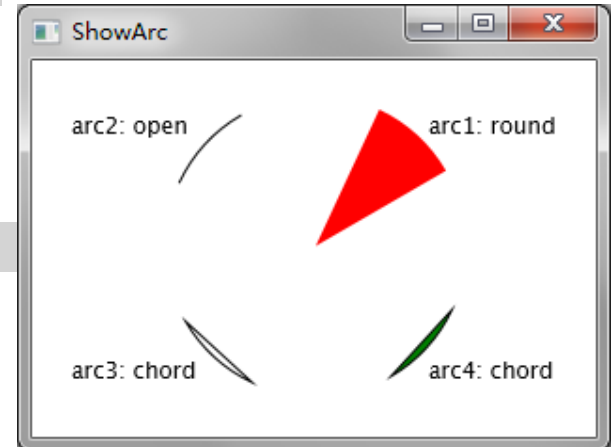 ShowArc
arc2: open
arc1: round
arc3: chord
arc4: chord